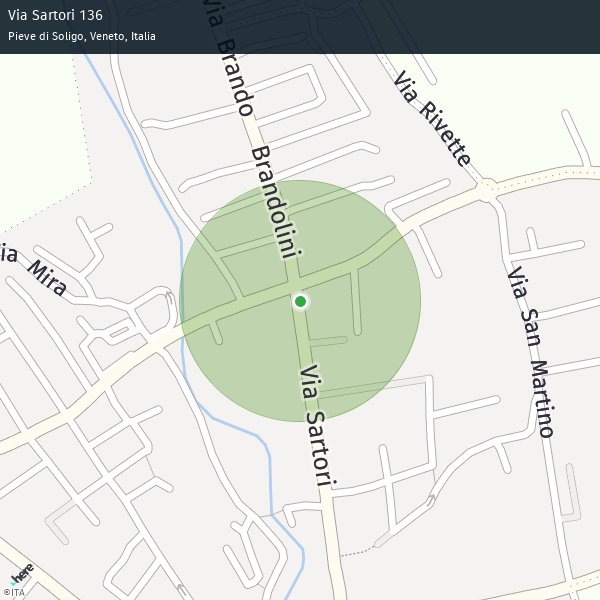 Via Sartori 136
Pieve di Soligo, Veneto, Italia
Via Brando Brandolini
Via Rivette
Via Mira
Via San Martino
Via Sartori
here
©ITA